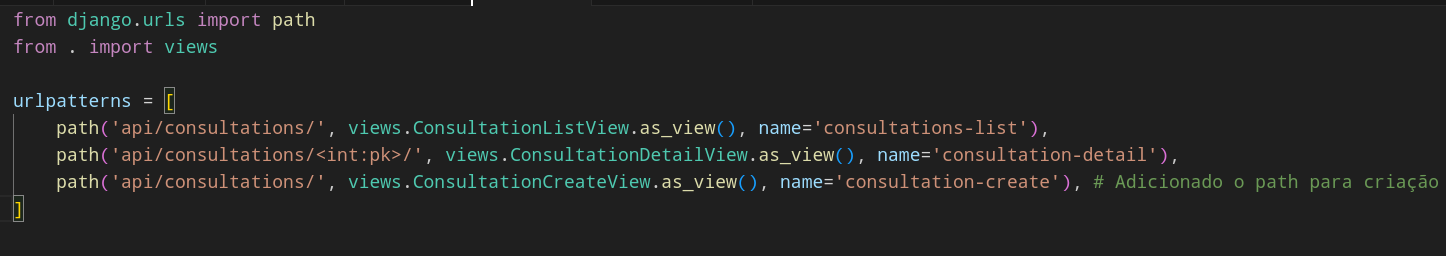 from django.urls import path
from . import views
urlpatterns = [
path('api/consultations/', views.ConsultationListView.as_view(), name='consultations-list'),
path('api/consultations/<int:pk>/', views.ConsultationDetailView.as_view(), name='consultation-detail'),
path('api/consultations/', views.ConsultationCreateView.as_view(), name='consultation-create'), # Adicionado o path para criação
]